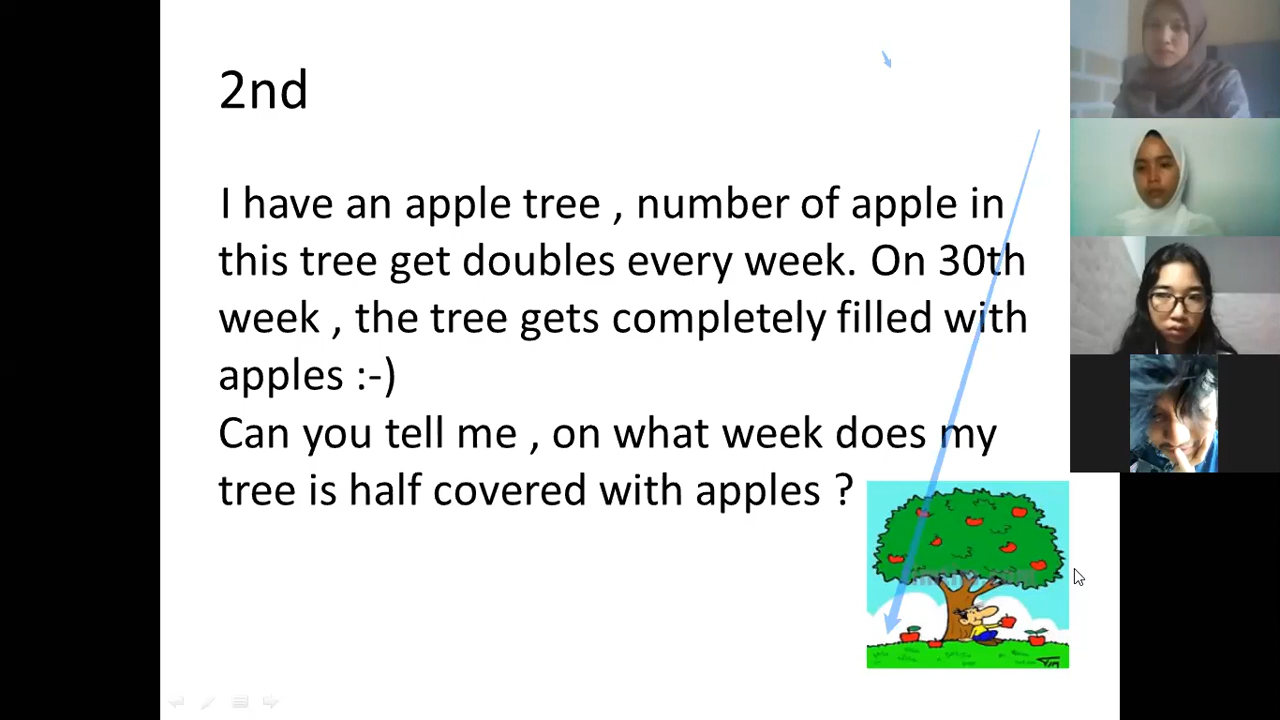 2nd
I have an apple tree , number of apple in
this tree get doubles every week. On 30th
week , the tree gets completely filled with
apples :-)
Can you tell me , on what week does my
tree is half covered with apples ?